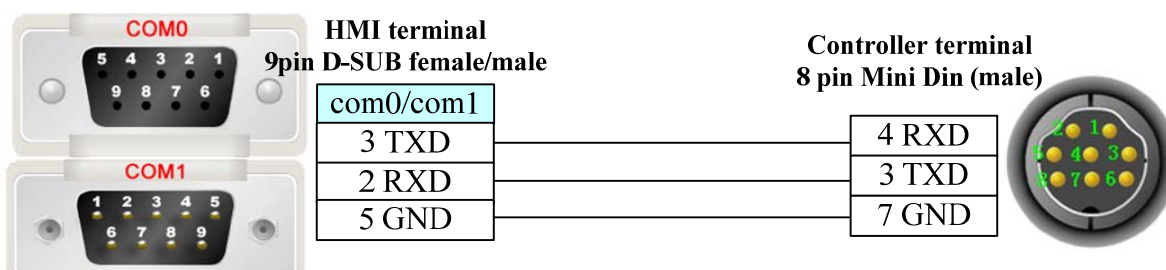 COM0
5 4 3 2 1
9 8 7 6
COM1
1 2 3 4 5
6 7 8 9
HMI terminal
9pin D-SUB female/male
com0/com1
3 TXD
2 RXD
5 GND
Controller terminal
8 pin Mini Din (male)
4 RXD
3 TXD
7 GND
2 1
5 4 3
8 7 6